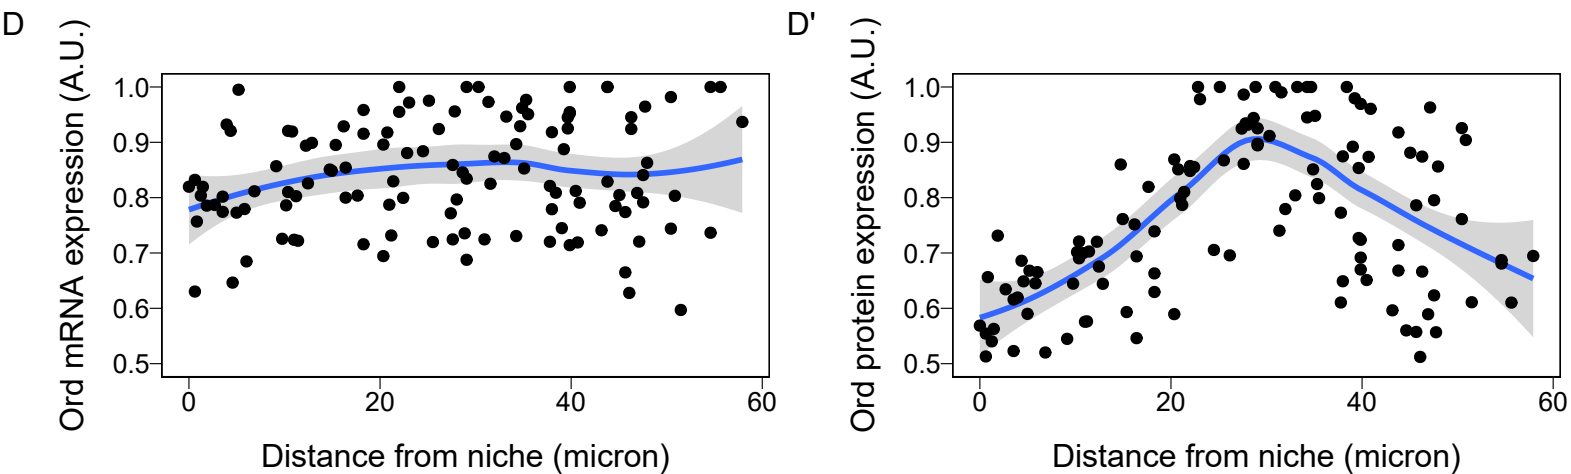 D
Ord mRNA expression (A.U.)
1.0
0.9
0.8
0.7
0.6
0.5
0 20 40 60
Distance from niche (micron)
D'
Ord protein expression (A.U.)
1.0
0.9
0.8
0.7
0.6
0.5
0 20 40 60
Distance from niche (micron)